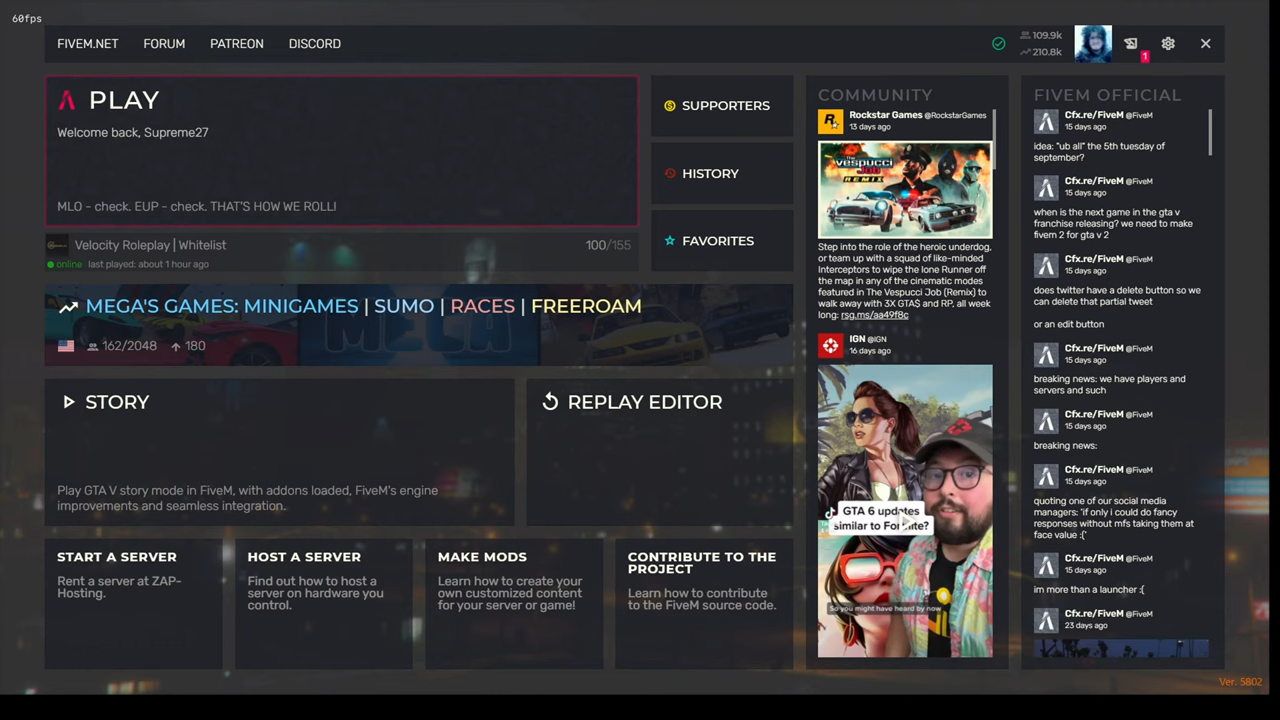 60fps
FIVEM.NET
FORUM
PATREON
DISCORD
109.9k
210.8k
1
PLAY
Welcome back, Supreme27
MLO - check. EUP - check. THAT'S HOW WE ROLL!
Velocity Roleplay | Whitelist
100/155
online last played: about 1 hour ago
SUPPORTERS
HISTORY
FAVORITES
MEGA'S GAMES: MINIGAMES | SUMO | RACES | FREEROAM
MEGA
162/2048
180
STORY
Play GTA V story mode in FiveM, with addons loaded, FiveM's engine
improvements and seamless integration.
REPLAY EDITOR
START A SERVER
Rent a server at ZAP-
Hosting.
HOST A SERVER
Find out how to host a
server on hardware you
control.
MAKE MODS
Learn how to create your
own customized content
for your server or game!
CONTRIBUTE TO THE
PROJECT
Learn how to contribute
to the FiveM source code.
COMMUNITY
Rockstar Games @RockstarGames
13 days ago
The
VESPUCCI
JOB
REMIX
Step into the role of the heroic underdog,
or team up with a squad of like-minded
Interceptors to wipe the lone Runner off
the map in any of the cinematic modes
featured in The Vespucci Job (Remix) to
walk away with 3X GTA$ and RP, all week
long: rsg.ms/aa49f8c
IGN @IGN
16 days ago
GTA 6 updates
similar to Fortnite?
So you might have heard by now
FIVEM OFFICIAL
Cfx.re/FiveM @FiveM
15 days ago
idea: "ub all" the 5th tuesday of
september?
Cfx.re/FiveM @FiveM
15 days ago
when is the next game in the gta v
franchise releasing? we need to make
fivem 2 for gta v 2
Cfx.re/FiveM @FiveM
15 days ago
does twitter have a delete button so we
can delete that partial tweet
or an edit button
Cfx.re/FiveM @FiveM
15 days ago
breaking news: we have players and
servers and such
Cfx.re/FiveM @FiveM
15 days ago
breaking news:
Cfx.re/FiveM @FiveM
15 days ago
quoting one of our social media
managers: 'if only i could do fancy
responses without mfs taking them at
face value :('
Cfx.re/FiveM @FiveM
15 days ago
im more than a launcher :(
Cfx.re/FiveM @FiveM
23 days ago
Ver. 5802